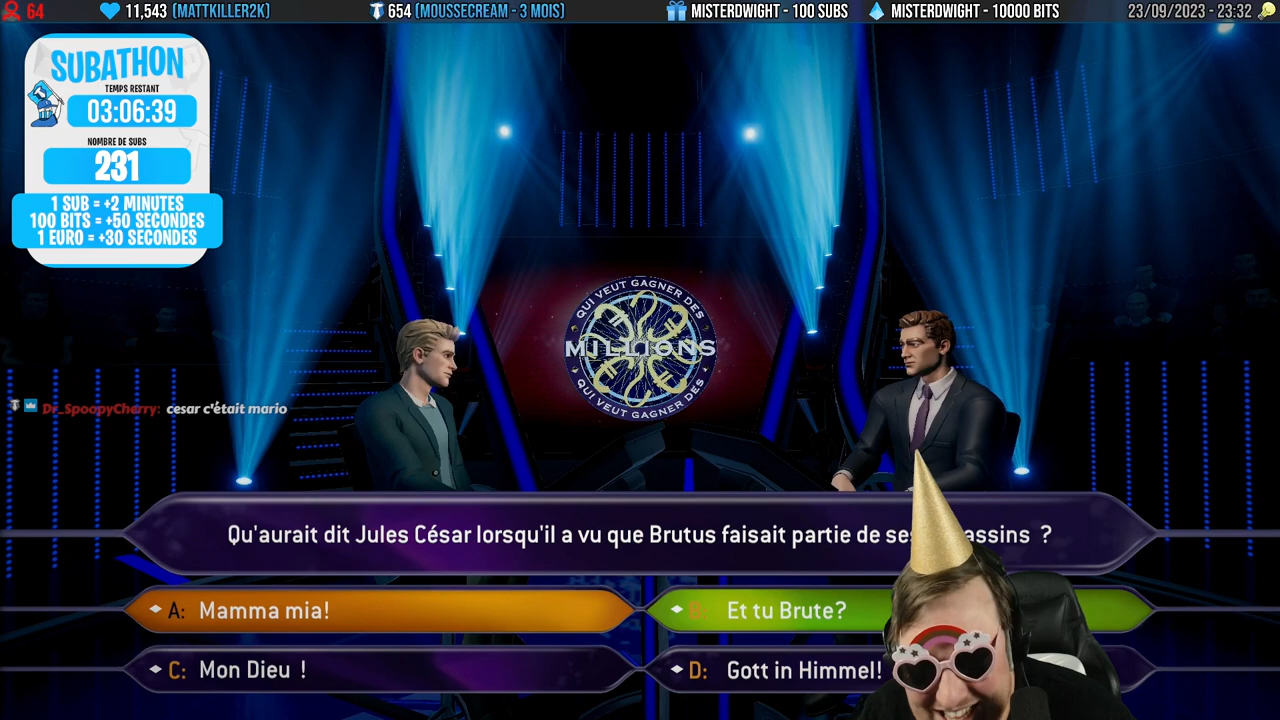 64
11,543 (MATTKILLER2K)
654 (MOUSSECREAM - 3 MOIS)
MISTERDWIGHT - 100 SUBS
MISTERDWIGHT - 10000 BITS
23/09/2023 - 23:32
SUBATHON
TEMPS RESTANT
03:06:39
NOMBRE DE SUBS
231
1 SUB = +2 MINUTES
100 BITS = +50 SECONDES
1 EURO = +30 SECONDES
QUI VEUT GAGNER DES
MILLIONS
QUI VEUT GAGNER DES
Dr_SpoopyCherry: cesar c'était mario
Qu'aurait dit Jules César lorsqu'il a vu que Brutus faisait partie de ses assins ?
A: Mamma mia!
B: Et tu Brute?
C: Mon Dieu !
D: Gott in Himmel!